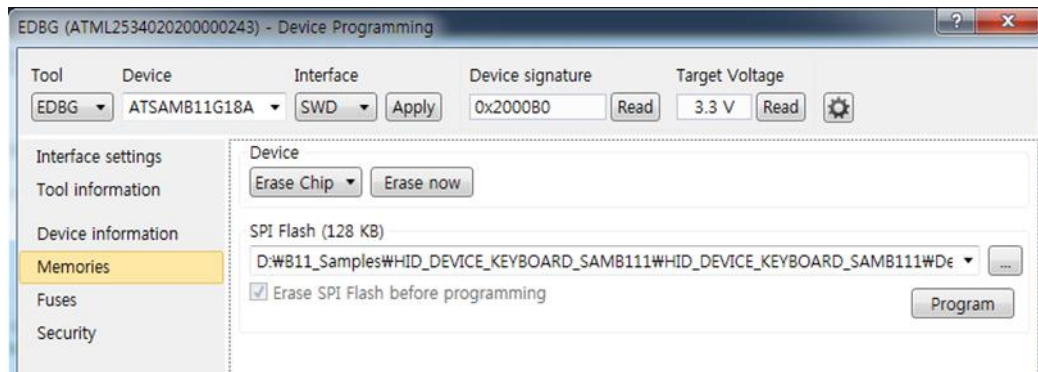 EDBG (ATML2534020200000243) - Device Programming
Tool Device Interface Device signature Target Voltage
EDBG ATSAMB11G18A SWD Apply 0x2000B0 Read 3.3 V Read
Interface settings
Tool information
Device information
Memories
Fuses
Security
Device
Erase Chip Erase now
SPI Flash (128 KB)
D:₩B11_Samples₩HID_DEVICE_KEYBOARD_SAMB111₩HID_DEVICE_KEYBOARD_SAMB111₩De ...
Erase SPI Flash before programming
Program